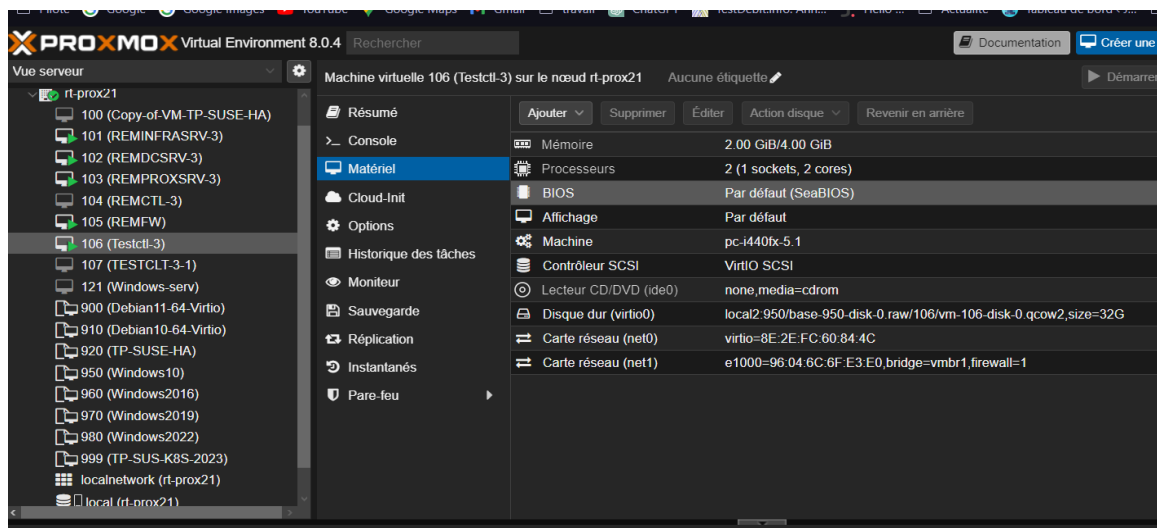 PROXMOX Virtual Environment 8.0.4 Rechercher Documentation Créer une
Vue serveur
rt-prox21
100 (Copy-of-VM-TP-SUSE-HA)
101 (REMINFRASRV-3)
102 (REMDCSRV-3)
103 (REMPROXSRV-3)
104 (REMCTL-3)
105 (REMFW)
106 (Testctl-3)
107 (TESTCLT-3-1)
121 (Windows-serv)
900 (Debian11-64-Virtio)
910 (Debian10-64-Virtio)
920 (TP-SUSE-HA)
950 (Windows10)
960 (Windows2016)
970 (Windows2019)
980 (Windows2022)
999 (TP-SUS-K8S-2023)
localnetwork (rt-prox21)
local (rt-prox21)
Machine virtuelle 106 (Testctl-3) sur le nœud rt-prox21 Aucune étiquette Démarrer
Résumé
Console
Matériel
Cloud-Init
Options
Historique des tâches
Moniteur
Sauvegarde
Réplication
Instantanés
Pare-feu
Ajouter Supprimer Éditer Action disque Revenir en arrière
Mémoire 2.00 GiB/4.00 GiB
Processeurs 2 (1 sockets, 2 cores)
BIOS Par défaut (SeaBIOS)
Affichage Par défaut
Machine pc-i440fx-5.1
Contrôleur SCSI VirtIO SCSI
Lecteur CD/DVD (ide0) none,media=cdrom
Disque dur (virtio0) local2:950/base-950-disk-0.raw/106/vm-106-disk-0.qcow2,size=32G
Carte réseau (net0) virtio=8E:2E:FC:60:84:4C
Carte réseau (net1) e1000=96:04:6C:6F:E3:E0,bridge=vmbr1,firewall=1